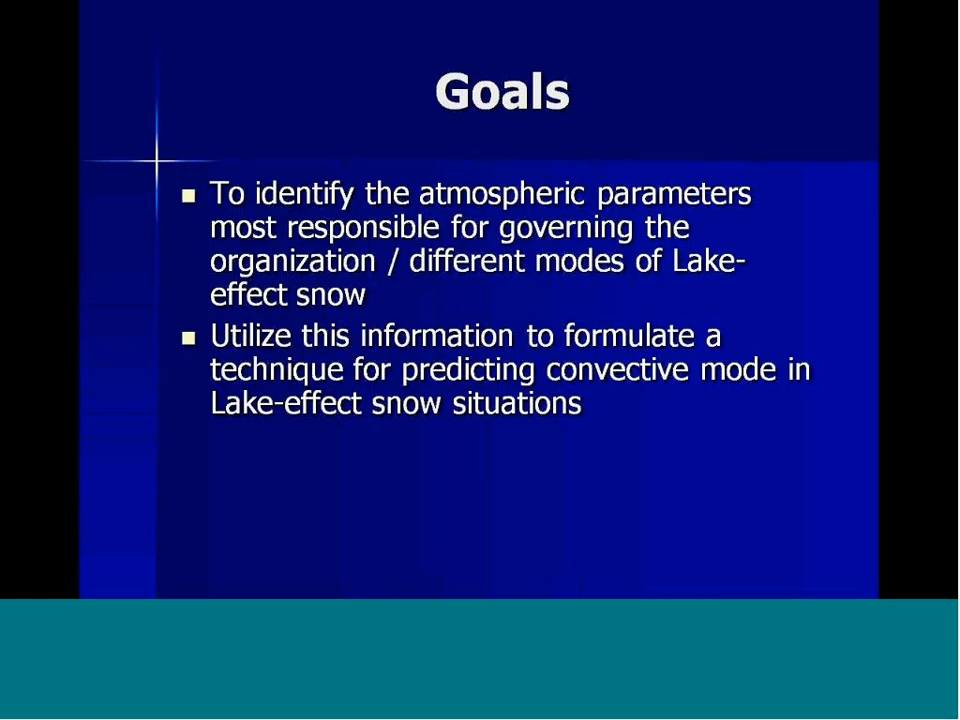 Goals
To identify the atmospheric parameters
most responsible for governing the
organization / different modes of Lake-
effect snow
Utilize this information to formulate a
technique for predicting convective mode in
Lake-effect snow situations